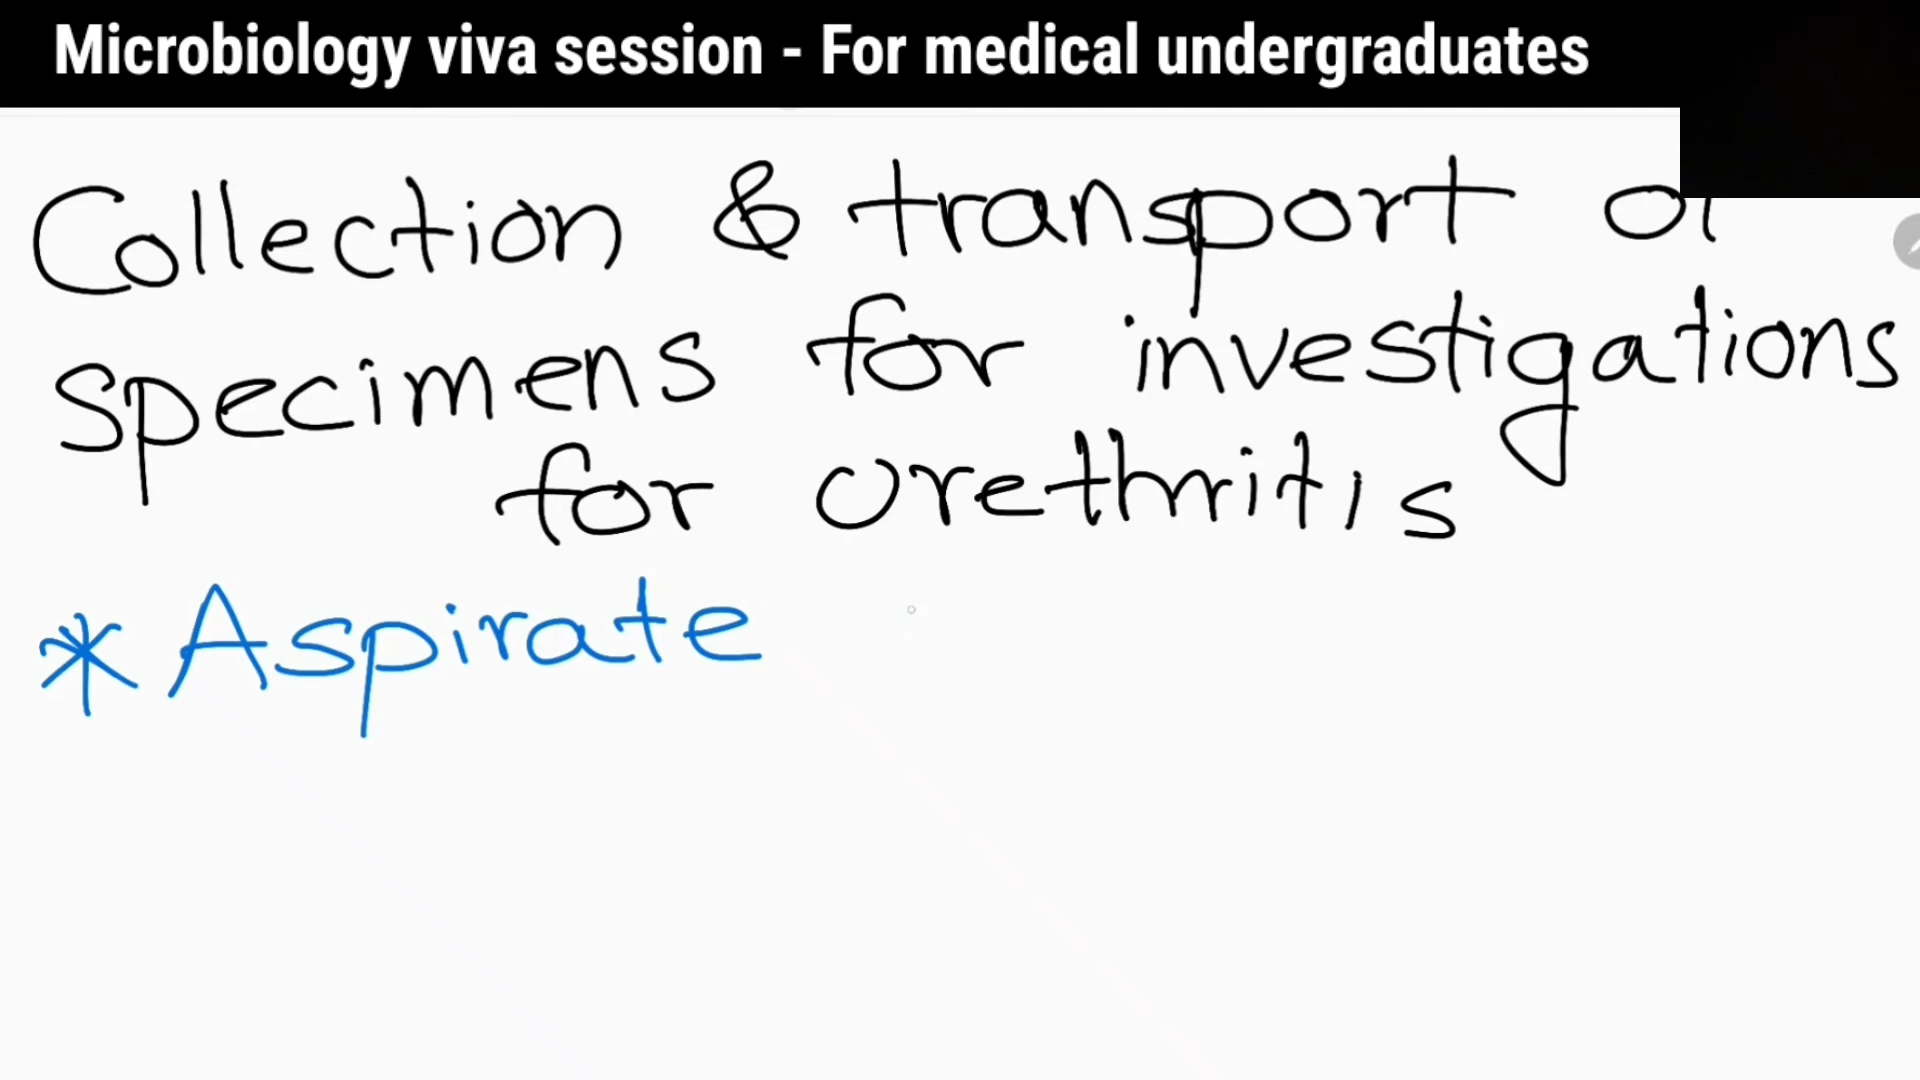 Microbiology viva session - For medical undergraduates
Collection & transport
specimens for investigations
for urethritis
* Aspirate